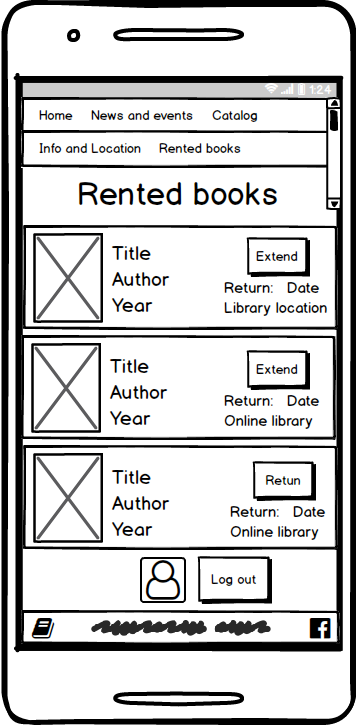 1:24
Home News and events Catalog
Info and Location Rented books
Rented books
Title
Author
Year
Extend
Return: Date
Library location
Title
Author
Year
Extend
Return: Date
Online library
Title
Author
Year
Retun
Return: Date
Online library
Log out